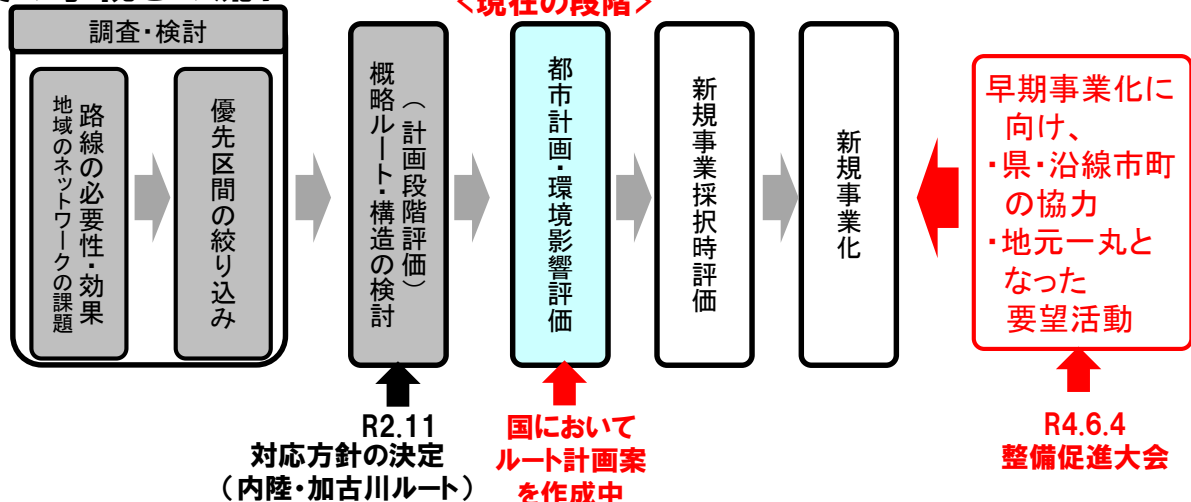 <現在の段階>
調査・検討
路線の必要性・効果
地域のネットワークの課題
優先区間の絞り込み
概略ルート・構造の検討
(計画段階評価)
都市計画・環境影響評価
新規事業採択時評価
新規事業化
早期事業化に
向け、
・県・沿線市町
の協力
・地元一丸と
なった
要望活動
R2.11
対応方針の決定
(内陸・加古川ルート)
国において
ルート計画案
を作成中
R4.6.4
整備促進大会